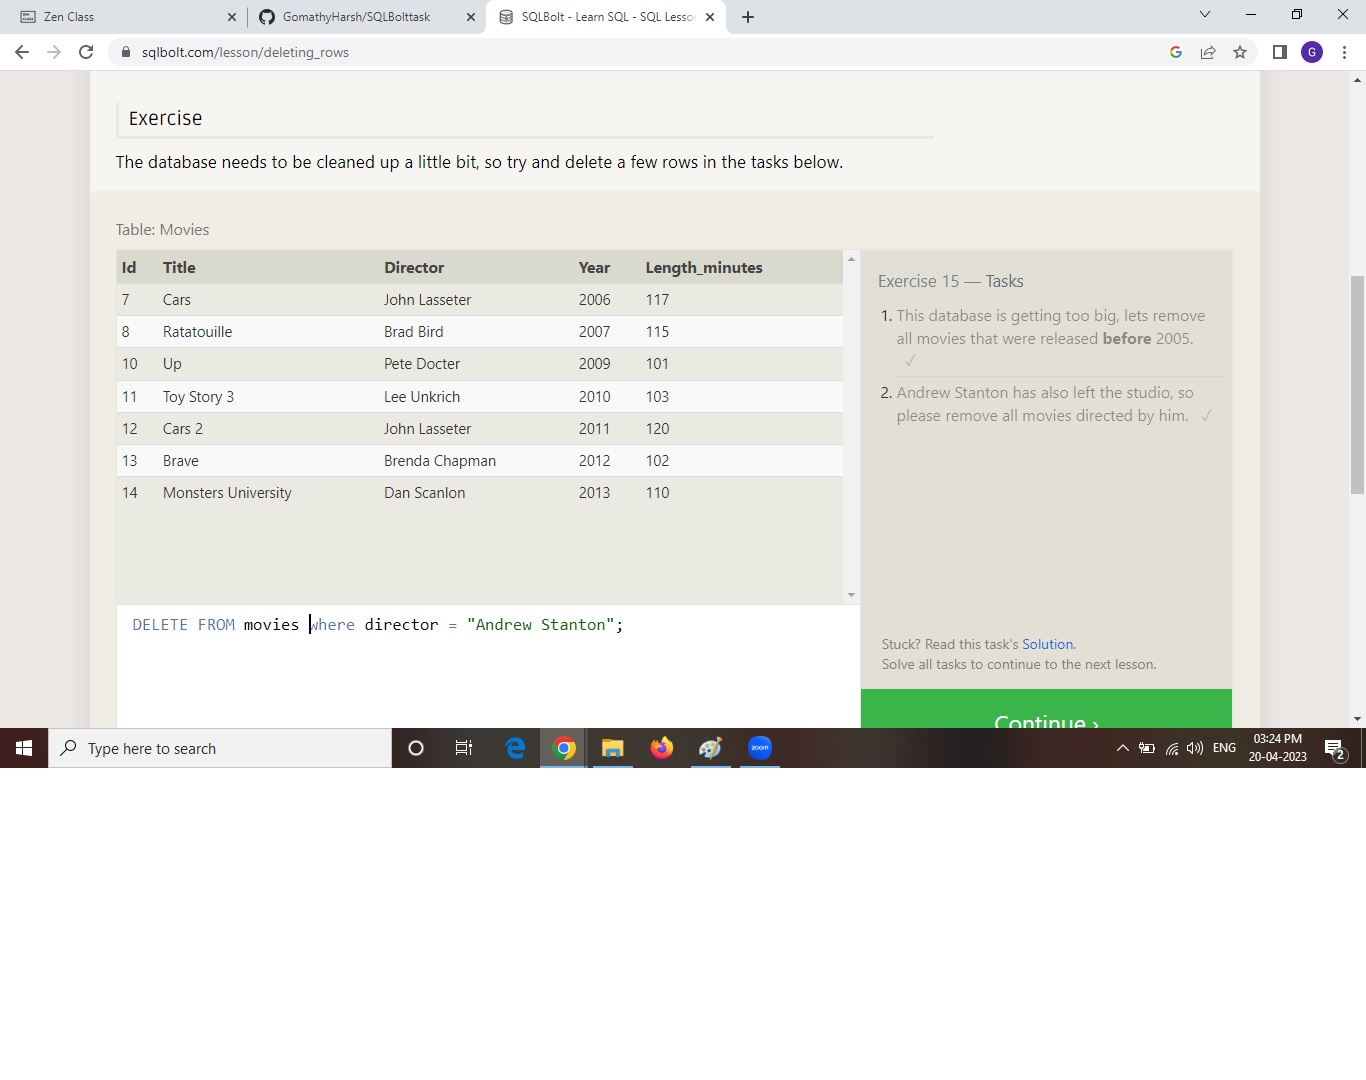 Zen Class
GomathyHarsh/SQLBolttask
SQLBolt - Learn SQL - SQL Lesso
sqlbolt.com/lesson/deleting_rows
G
Exercise
The database needs to be cleaned up a little bit, so try and delete a few rows in the tasks below.
Table: Movies
Id Title Director Year Length_minutes
7 Cars John Lasseter 2006 117
8 Ratatouille Brad Bird 2007 115
10 Up Pete Docter 2009 101
11 Toy Story 3 Lee Unkrich 2010 103
12 Cars 2 John Lasseter 2011 120
13 Brave Brenda Chapman 2012 102
14 Monsters University Dan Scanlon 2013 110
DELETE FROM movies where director = "Andrew Stanton";
Exercise 15 — Tasks
1. This database is getting too big, lets remove
all movies that were released before 2005.
✓
2. Andrew Stanton has also left the studio, so
please remove all movies directed by him. ✓
Stuck? Read this task's Solution.
Solve all tasks to continue to the next lesson.
Continue ›
Type here to search
zoom
ENG
03:24 PM
20-04-2023
2